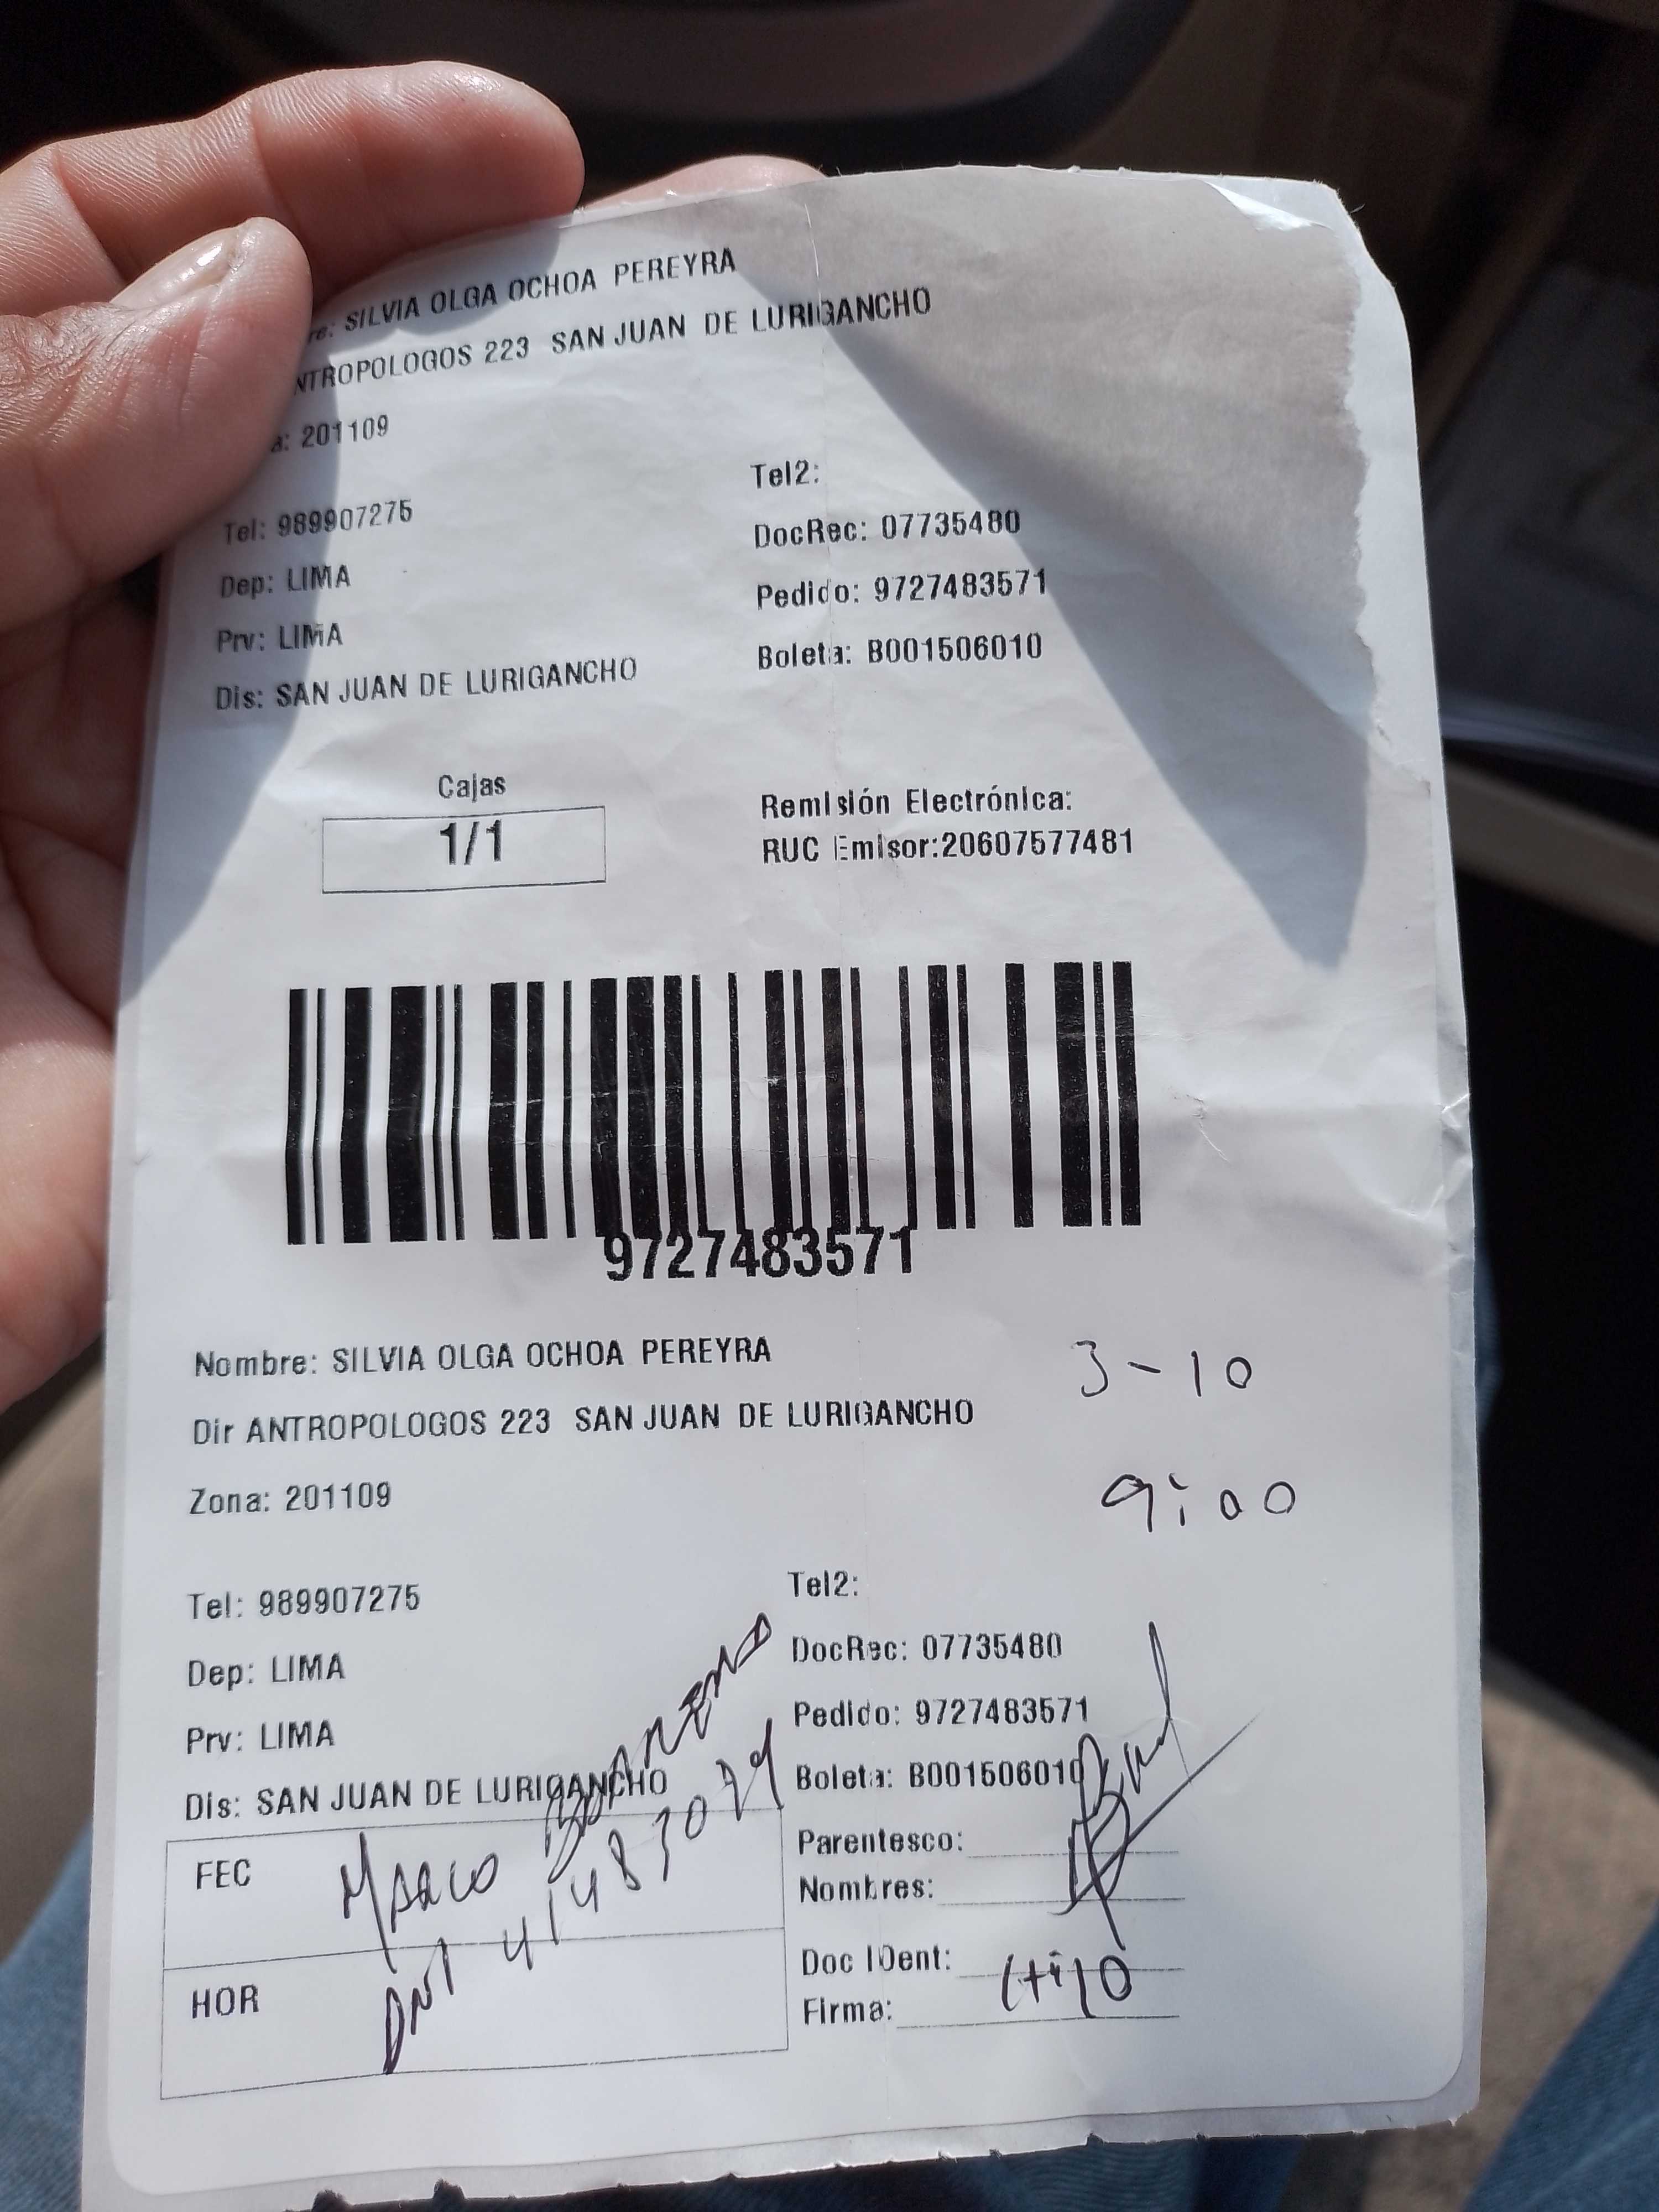 re: SILVIA OLGA OCHOA PEREYRA
NTROPOLOGOS 223 SAN JUAN DE LURIGANCHO
a: 201109
Tel2:
Tel: 989907275
DocRec: 07735480
Dep: LIMA
Pedido: 9727483571
Prv: LIMA
Boleta: B001506010
Dis: SAN JUAN DE LURIGANCHO
Cajas
1/1
Remisión Electrónica:
RUC Emisor:20607577481
9727483571
Nombre: SILVIA OLGA OCHOA PEREYRA
3-10
Dir ANTROPOLOGOS 223 SAN JUAN DE LURIGANCHO
9:00
Zona: 201109
Tel2:
Tel: 989907275
DocRec: 07735480
Dep: LIMA
Pedido: 9727483571
Prv: LIMA
Boleta: B001506010
Dis: SAN JUAN DE LURIGANCHO
Parentesco:
FEC
Marco
Nombres:
DNI
Doc IDent:
HOR
Firma: